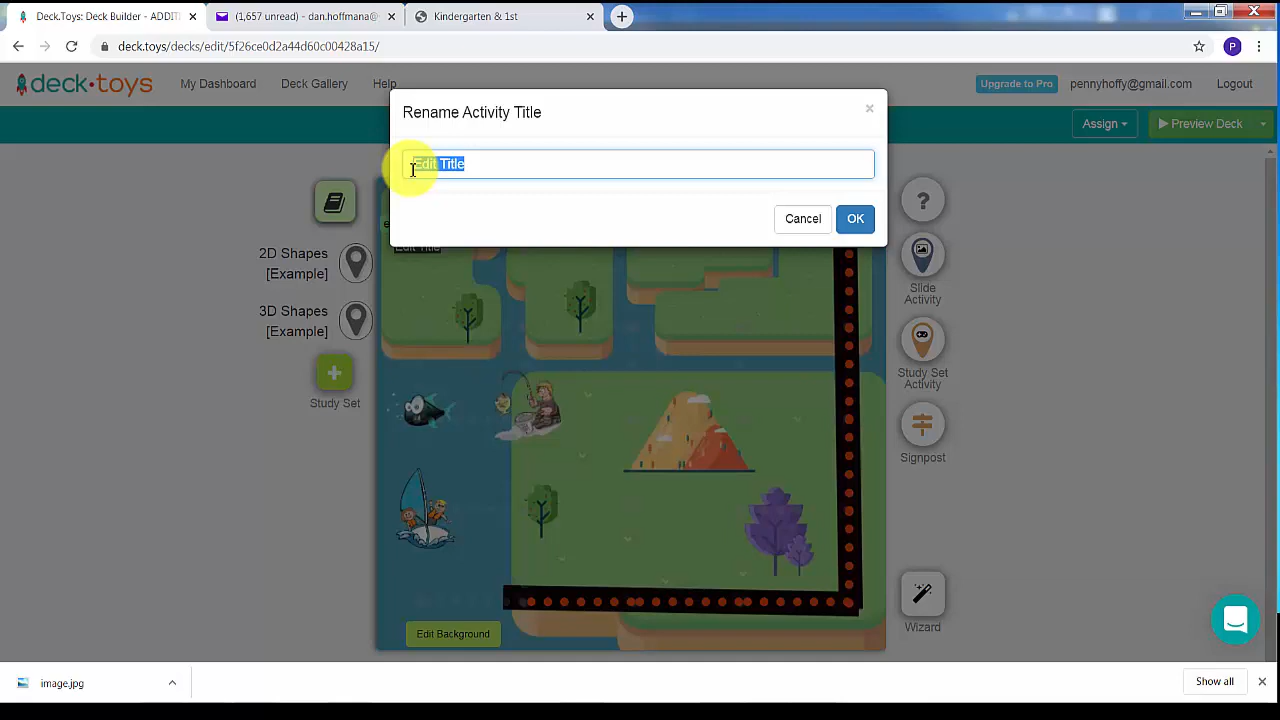 Deck.Toys: Deck Builder - ADDITI
(1,657 unread) - dan.hoffmana@
Kindergarten & 1st
deck.toys/decks/edit/5f26ce0d2a44d60c00428a15/
P
deck•toys
My Dashboard
Deck Gallery
Help
Upgrade to Pro
pennyhoffy@gmail.com
Logout
Rename Activity Title
Assign
Preview Deck
Edit Title
Cancel
OK
Edit Title
2D Shapes
[Example]
3D Shapes
[Example]
Study Set
?
Slide
Activity
Study Set
Activity
Signpost
Wizard
Edit Background
image.jpg
Show all